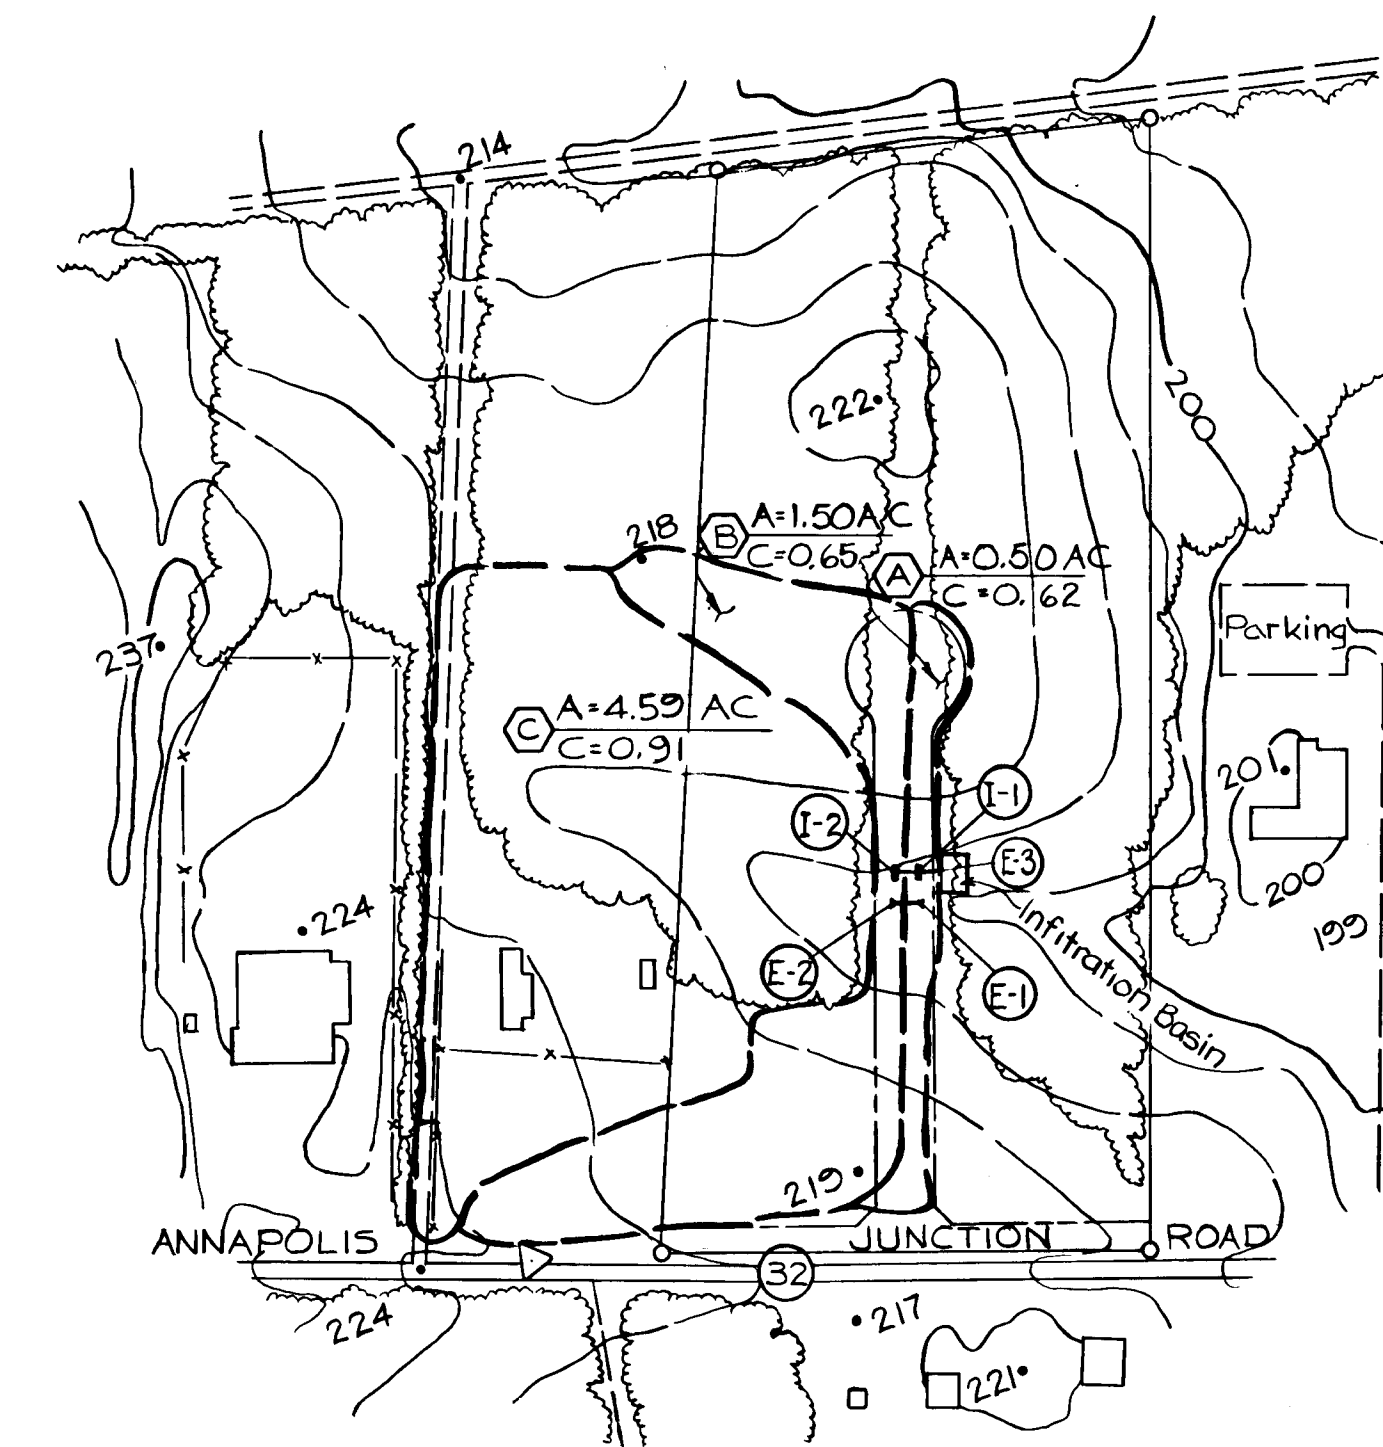 214
222.
200
218
B
A=1.50 AC
C=0.65
A
A=0.50 AC
C=0.62
Parking
237.
C
A=4.59 AC
C=0.91
201.
I-1
I-2
E-3
200
199
.224
Infitration Basin
E-2
E-1
219
ANNAPOLIS JUNCTION ROAD
32
224
217
221